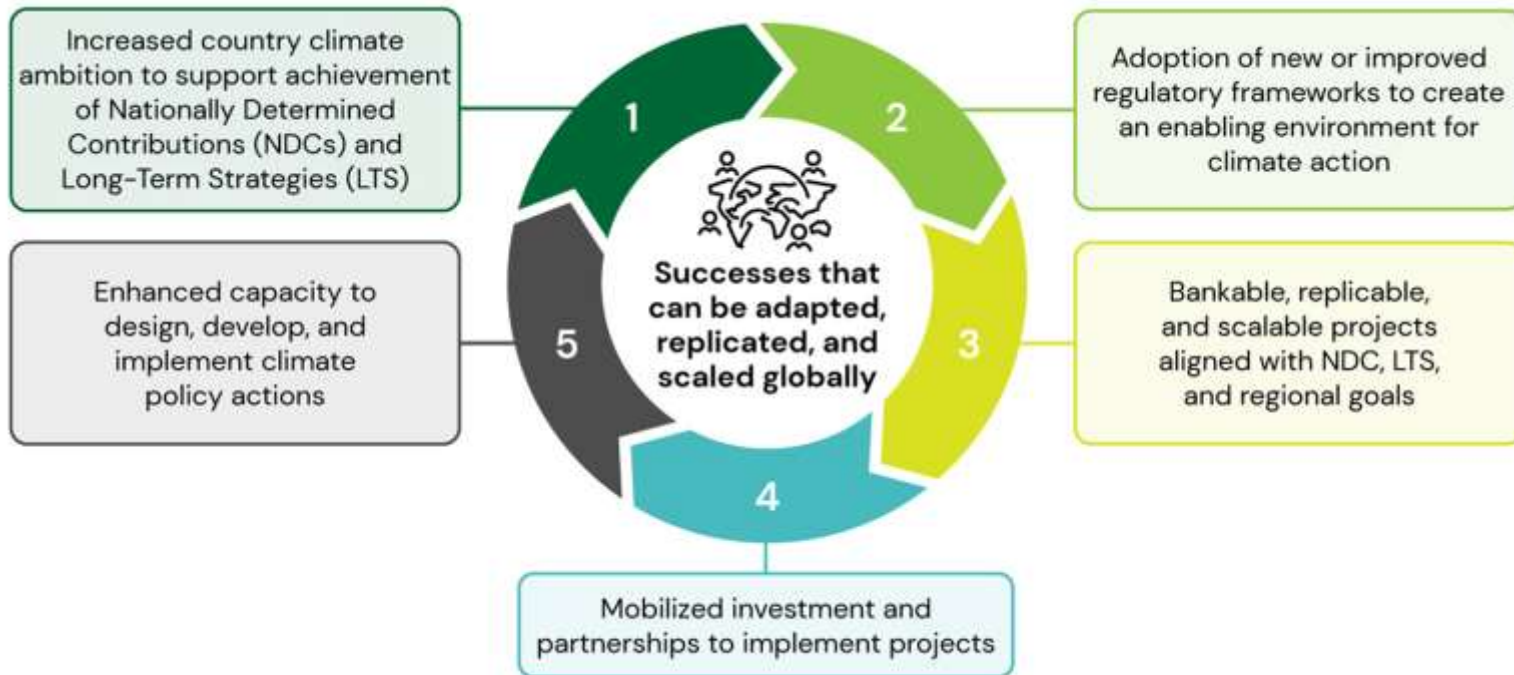 Increased country climate
ambition to support achievement
of Nationally Determined
Contributions (NDCs) and
Long-Term Strategies (LTS)
1
2
Adoption of new or improved
regulatory frameworks to create
an enabling environment for
climate action
Successes that
can be adapted,
replicated, and
scaled globally
3
Bankable, replicable,
and scalable projects
aligned with NDC, LTS,
and regional goals
4
Mobilized investment and
partnerships to implement projects
5
Enhanced capacity to
design, develop, and
implement climate
policy actions